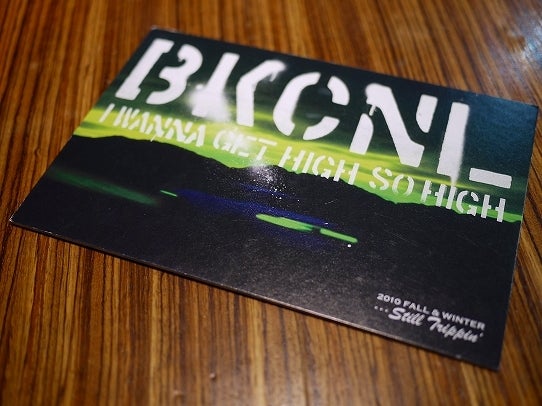 BKCNL
I WANNA GET HIGH SO HIGH
2010 FALL & WINTER
...Still Trippin'